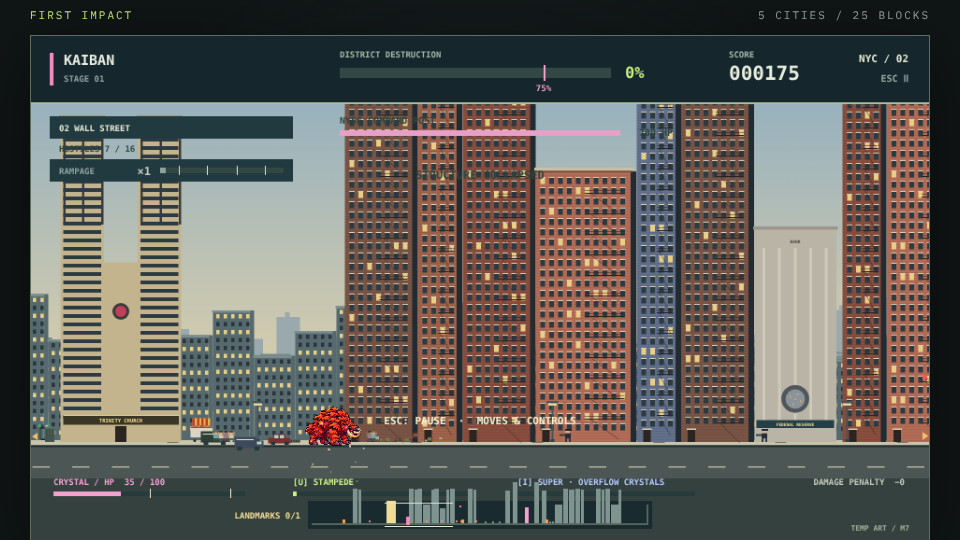 FIRST IMPACT
5 CITIES / 25 BLOCKS
KAIBAN
STAGE 01
DISTRICT DESTRUCTION
0%
75%
SCORE
000175
NYC / 02
ESC II
02 WALL STREET
7 / 16
RAMPAGE ×1
TRINITY CHURCH
FEDERAL RESERVE
ESC: PAUSE · MOVES & CONTROLS
CRYSTAL / HP 35 / 100
[U] STAMPEDE
[I] SUPER · OVERFLOW CRYSTALS
DAMAGE PENALTY −0
LANDMARKS 0/1
TEMP ART / M7